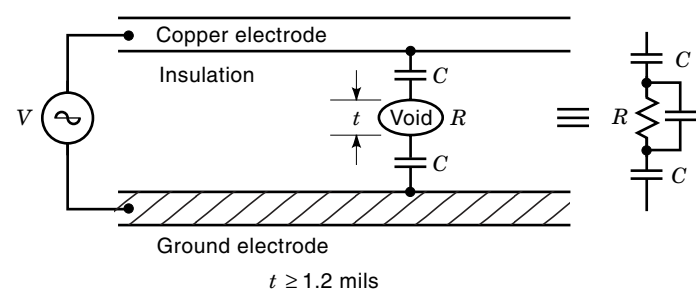 Copper electrode
Insulation
C
C
V
t
Void
R
R
C
C
Ground electrode
t ≥ 1.2 mils